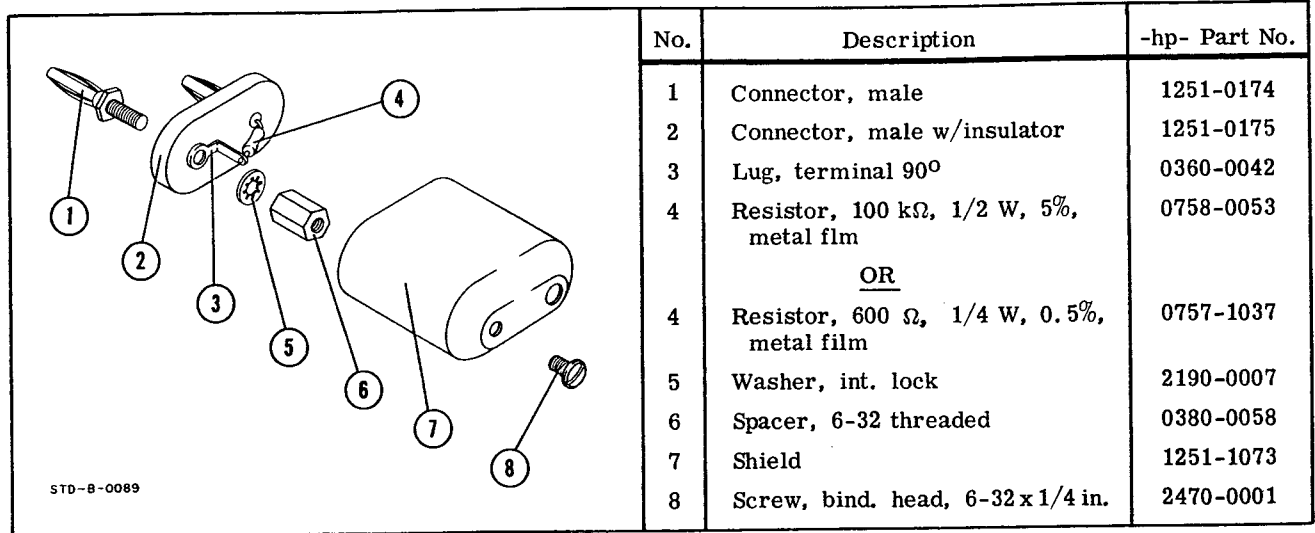 No. Description -hp- Part No.
1 Connector, male 1251-0174
2 Connector, male w/insulator 1251-0175
3 Lug, terminal 90° 0360-0042
4 Resistor, 100 kΩ, 1/2 W, 5%, 0758-0053
metal flm
OR
4 Resistor, 600 Ω, 1/4 W, 0.5%, 0757-1037
metal film
5 Washer, int. lock 2190-0007
6 Spacer, 6-32 threaded 0380-0058
7 Shield 1251-1073
8 Screw, bind. head, 6-32 x 1/4 in. 2470-0001
1
2
3
4
5
6
7
8
STD-B-0089